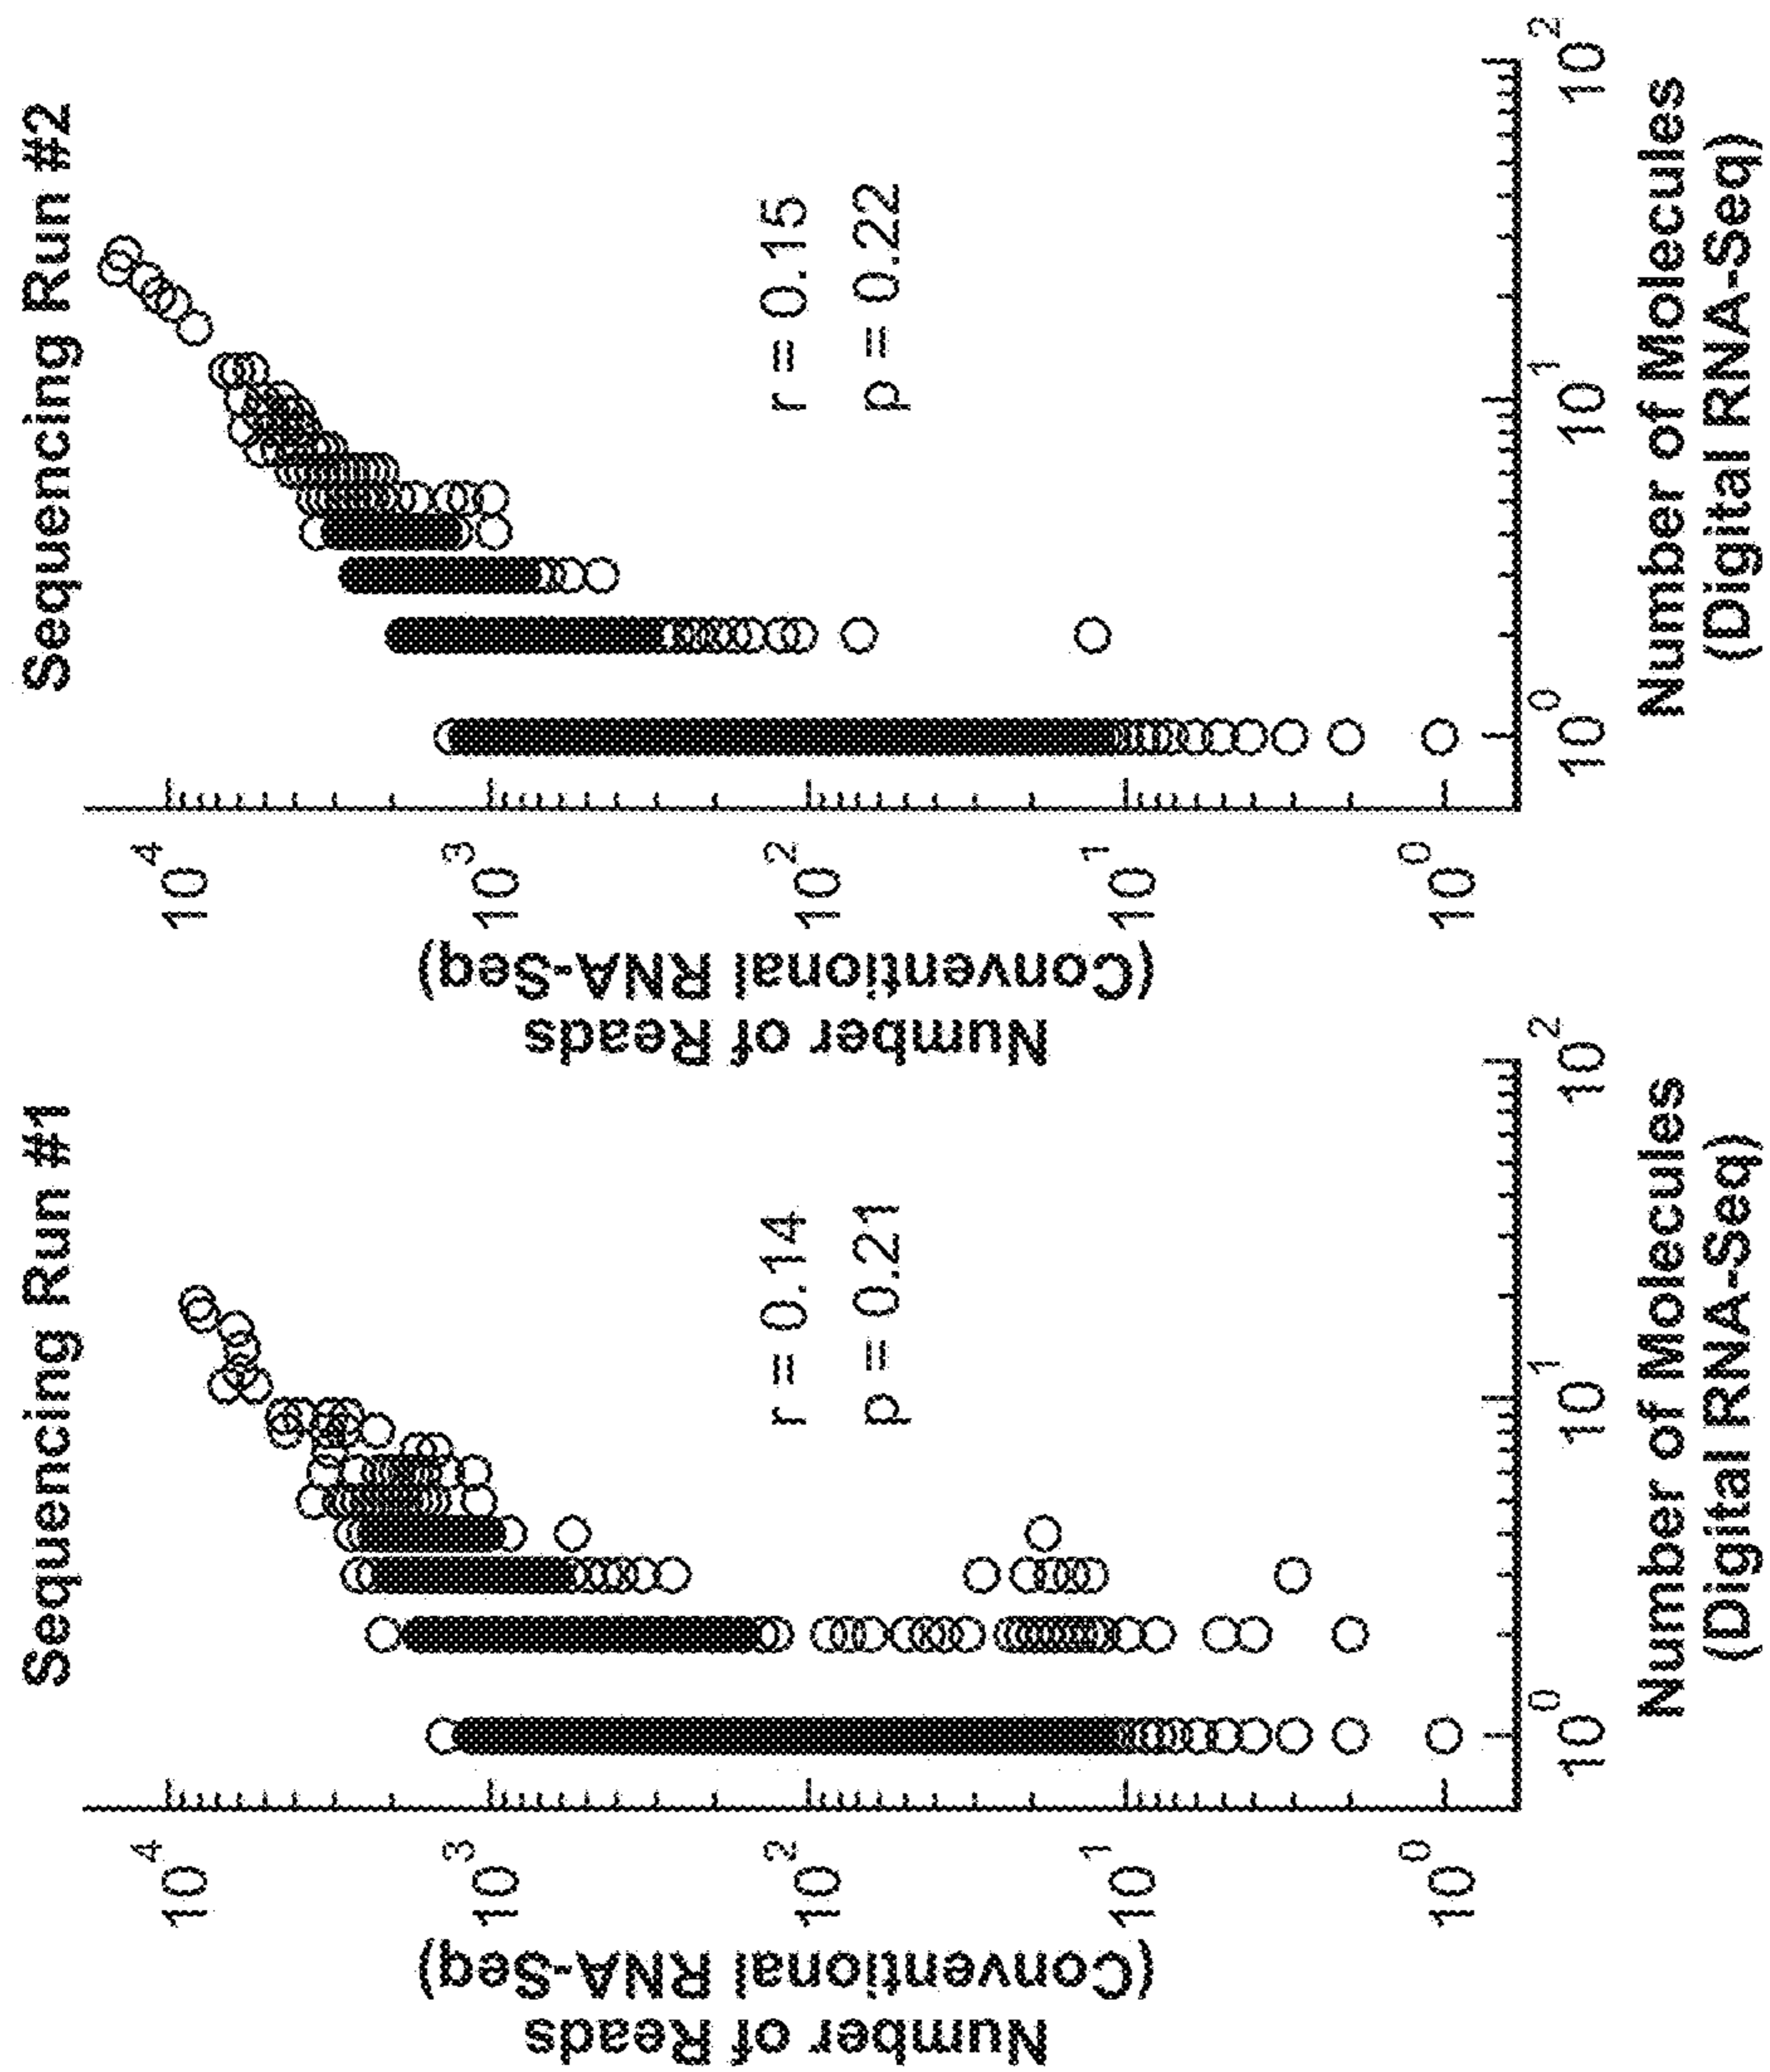 Sequencing Run #1
Number of Reads
(Conventional RNA-Seq)
10^4
10^3
10^2
10^1
10^0
r = 0.14
p = 0.21
10^0 10^1 10^2
Number of Molecules
(Digital RNA-Seq)
Sequencing Run #2
Number of Reads
(Conventional RNA-Seq)
10^4
10^3
10^2
10^1
10^0
r = 0.15
p = 0.22
10^0 10^1 10^2
Number of Molecules
(Digital RNA-Seq)